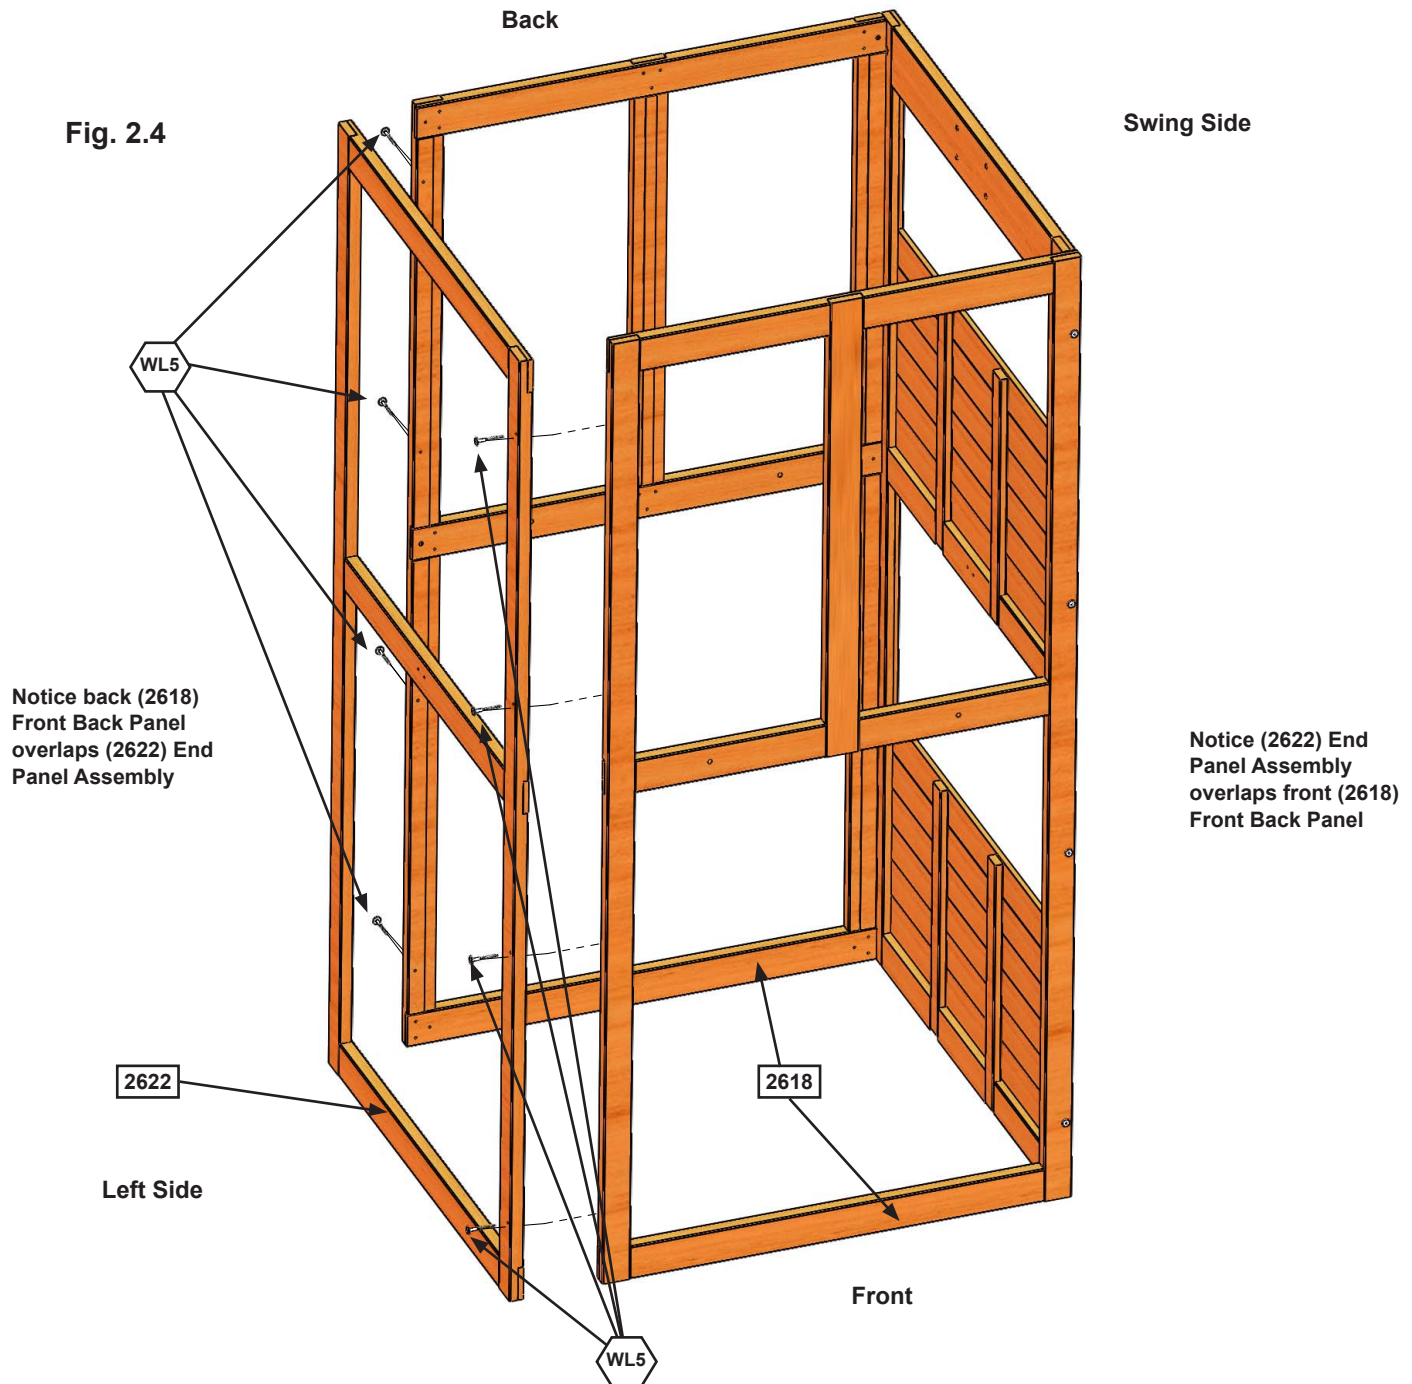 Back
Fig. 2.4
Swing Side
WL5
Notice back (2618)
Front Back Panel
overlaps (2622) End
Panel Assembly
Notice (2622) End
Panel Assembly
overlaps front (2618)
Front Back Panel
2622
2618
Left Side
Front
WL5